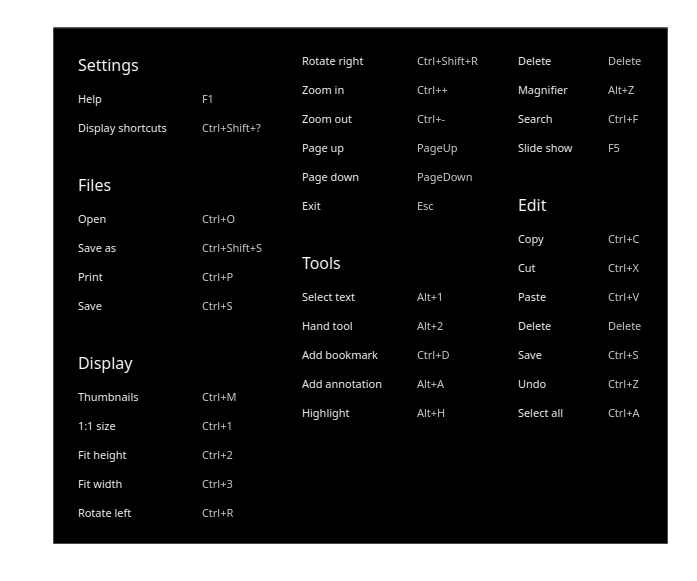 Settings
Help F1
Display shortcuts Ctrl+Shift+?
Files
Open Ctrl+O
Save as Ctrl+Shift+S
Print Ctrl+P
Save Ctrl+S
Display
Thumbnails Ctrl+M
1:1 size Ctrl+1
Fit height Ctrl+2
Fit width Ctrl+3
Rotate left Ctrl+R
Rotate right Ctrl+Shift+R
Zoom in Ctrl++
Zoom out Ctrl+-
Page up PageUp
Page down PageDown
Exit Esc
Tools
Select text Alt+1
Hand tool Alt+2
Add bookmark Ctrl+D
Add annotation Alt+A
Highlight Alt+H
Delete Delete
Magnifier Alt+Z
Search Ctrl+F
Slide show F5
Edit
Copy Ctrl+C
Cut Ctrl+X
Paste Ctrl+V
Delete Delete
Save Ctrl+S
Undo Ctrl+Z
Select all Ctrl+A